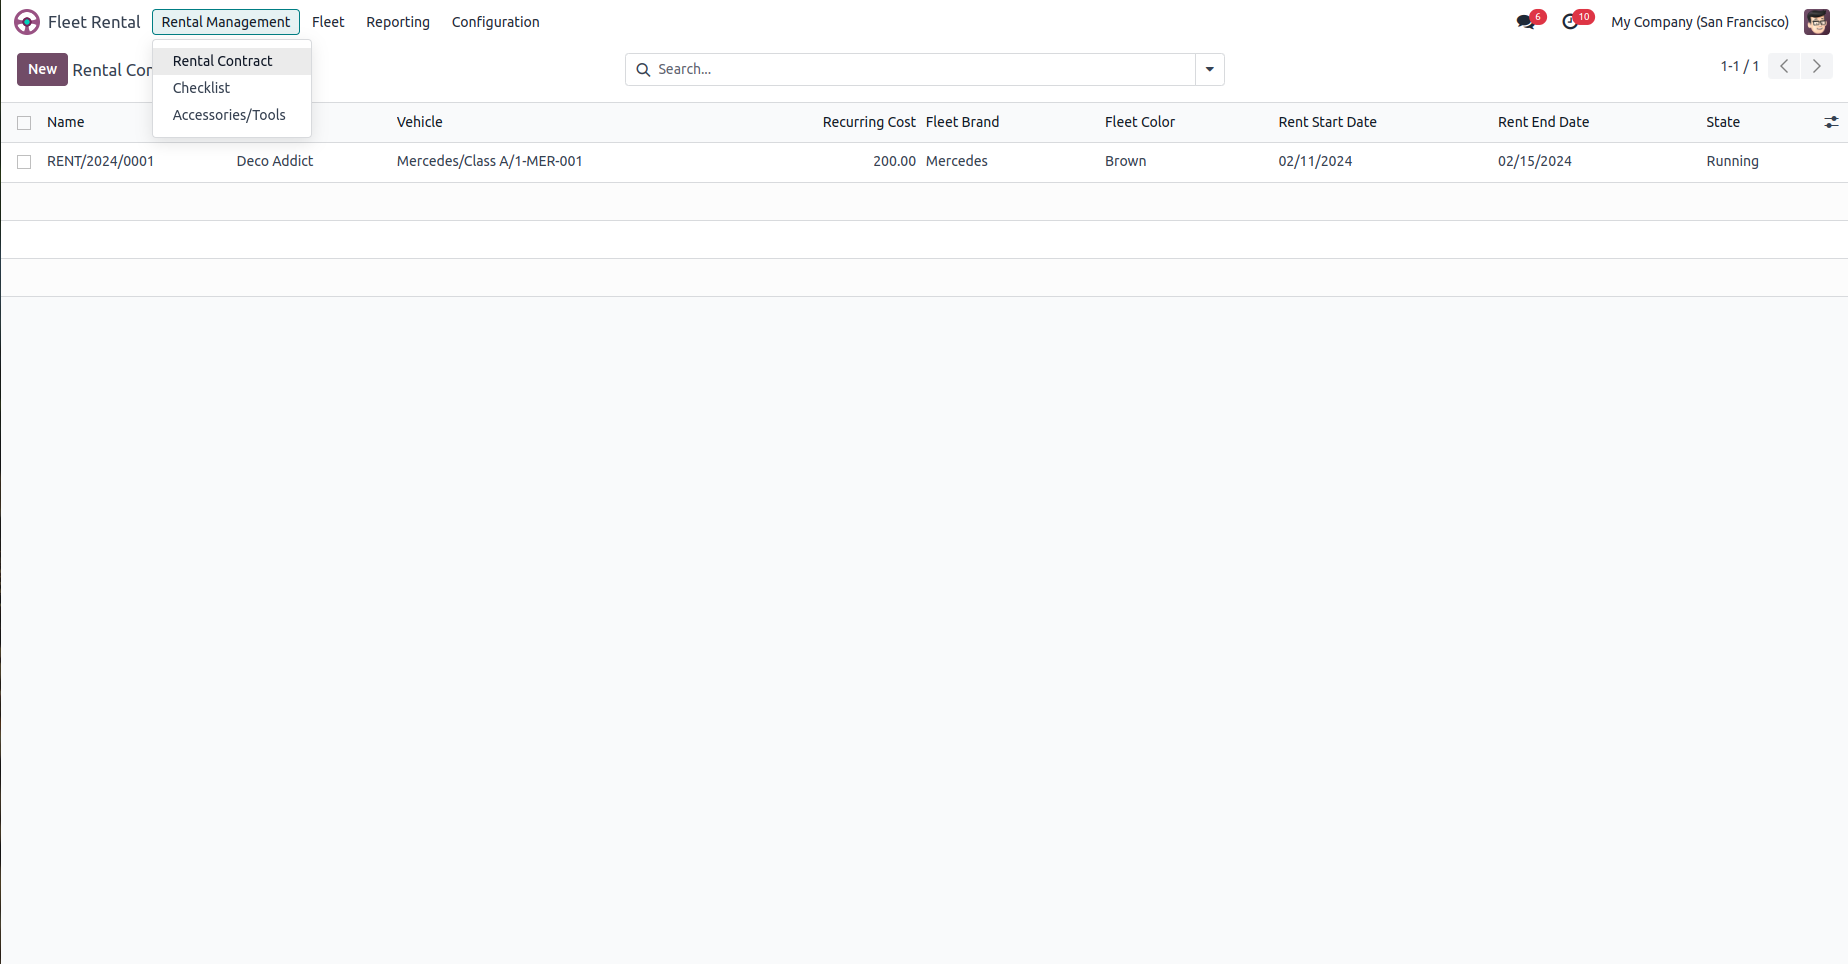 Fleet Rental Rental Management Fleet Reporting Configuration 6 10 My Company (San Francisco)
Rental Contract
Checklist
Accessories/Tools
New Rental Cor Search... 1-1 / 1
Name Vehicle Recurring Cost Fleet Brand Fleet Color Rent Start Date Rent End Date State
RENT/2024/0001 Deco Addict Mercedes/Class A/1-MER-001 200.00 Mercedes Brown 02/11/2024 02/15/2024 Running